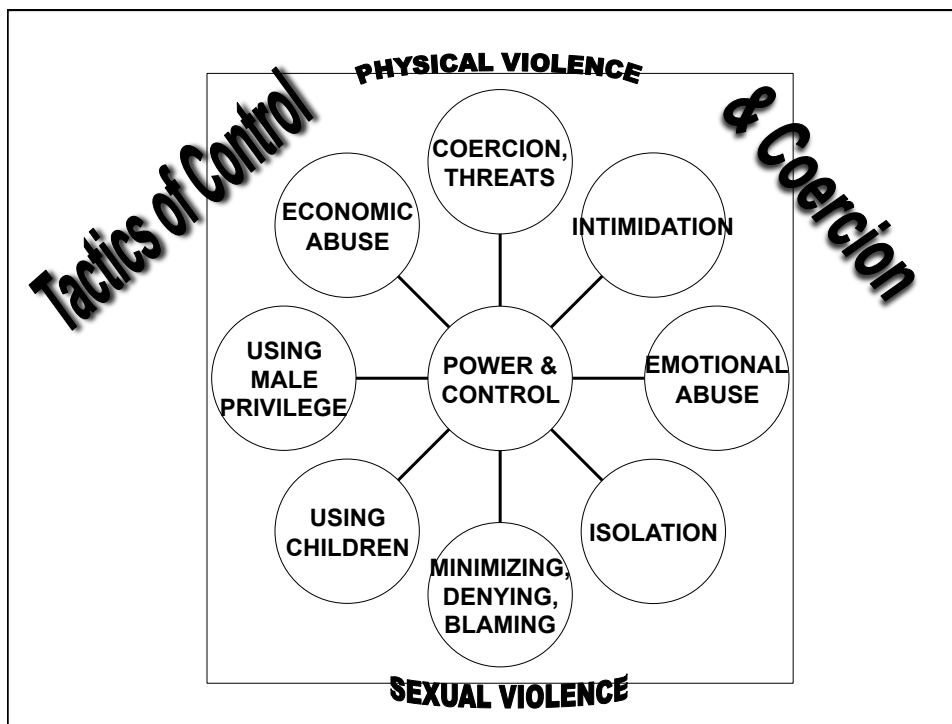 Tactics of Control
& Coercion
PHYSICAL VIOLENCE
COERCION,
THREATS
INTIMIDATION
EMOTIONAL
ABUSE
ISOLATION
MINIMIZING,
DENYING,
BLAMING
USING
CHILDREN
USING
MALE
PRIVILEGE
ECONOMIC
ABUSE
POWER &
CONTROL
SEXUAL VIOLENCE